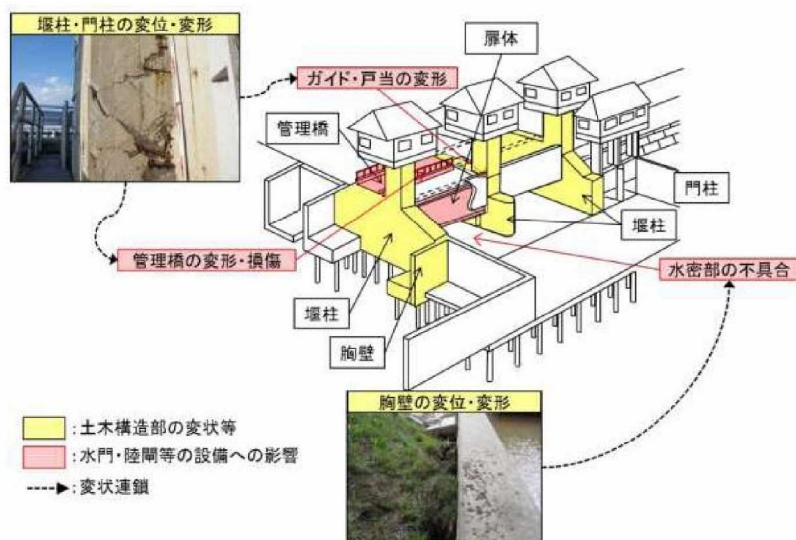 堰柱・門柱の変位・変形
扉体
ガイド・戸当の変形
管理橋
門柱
堰柱
管理橋の変形・損傷
水密部の不具合
堰柱
胸壁
胸壁の変位・変形
:土木構造部の変状等
:水門・陸閘等の設備への影響
:変状連鎖